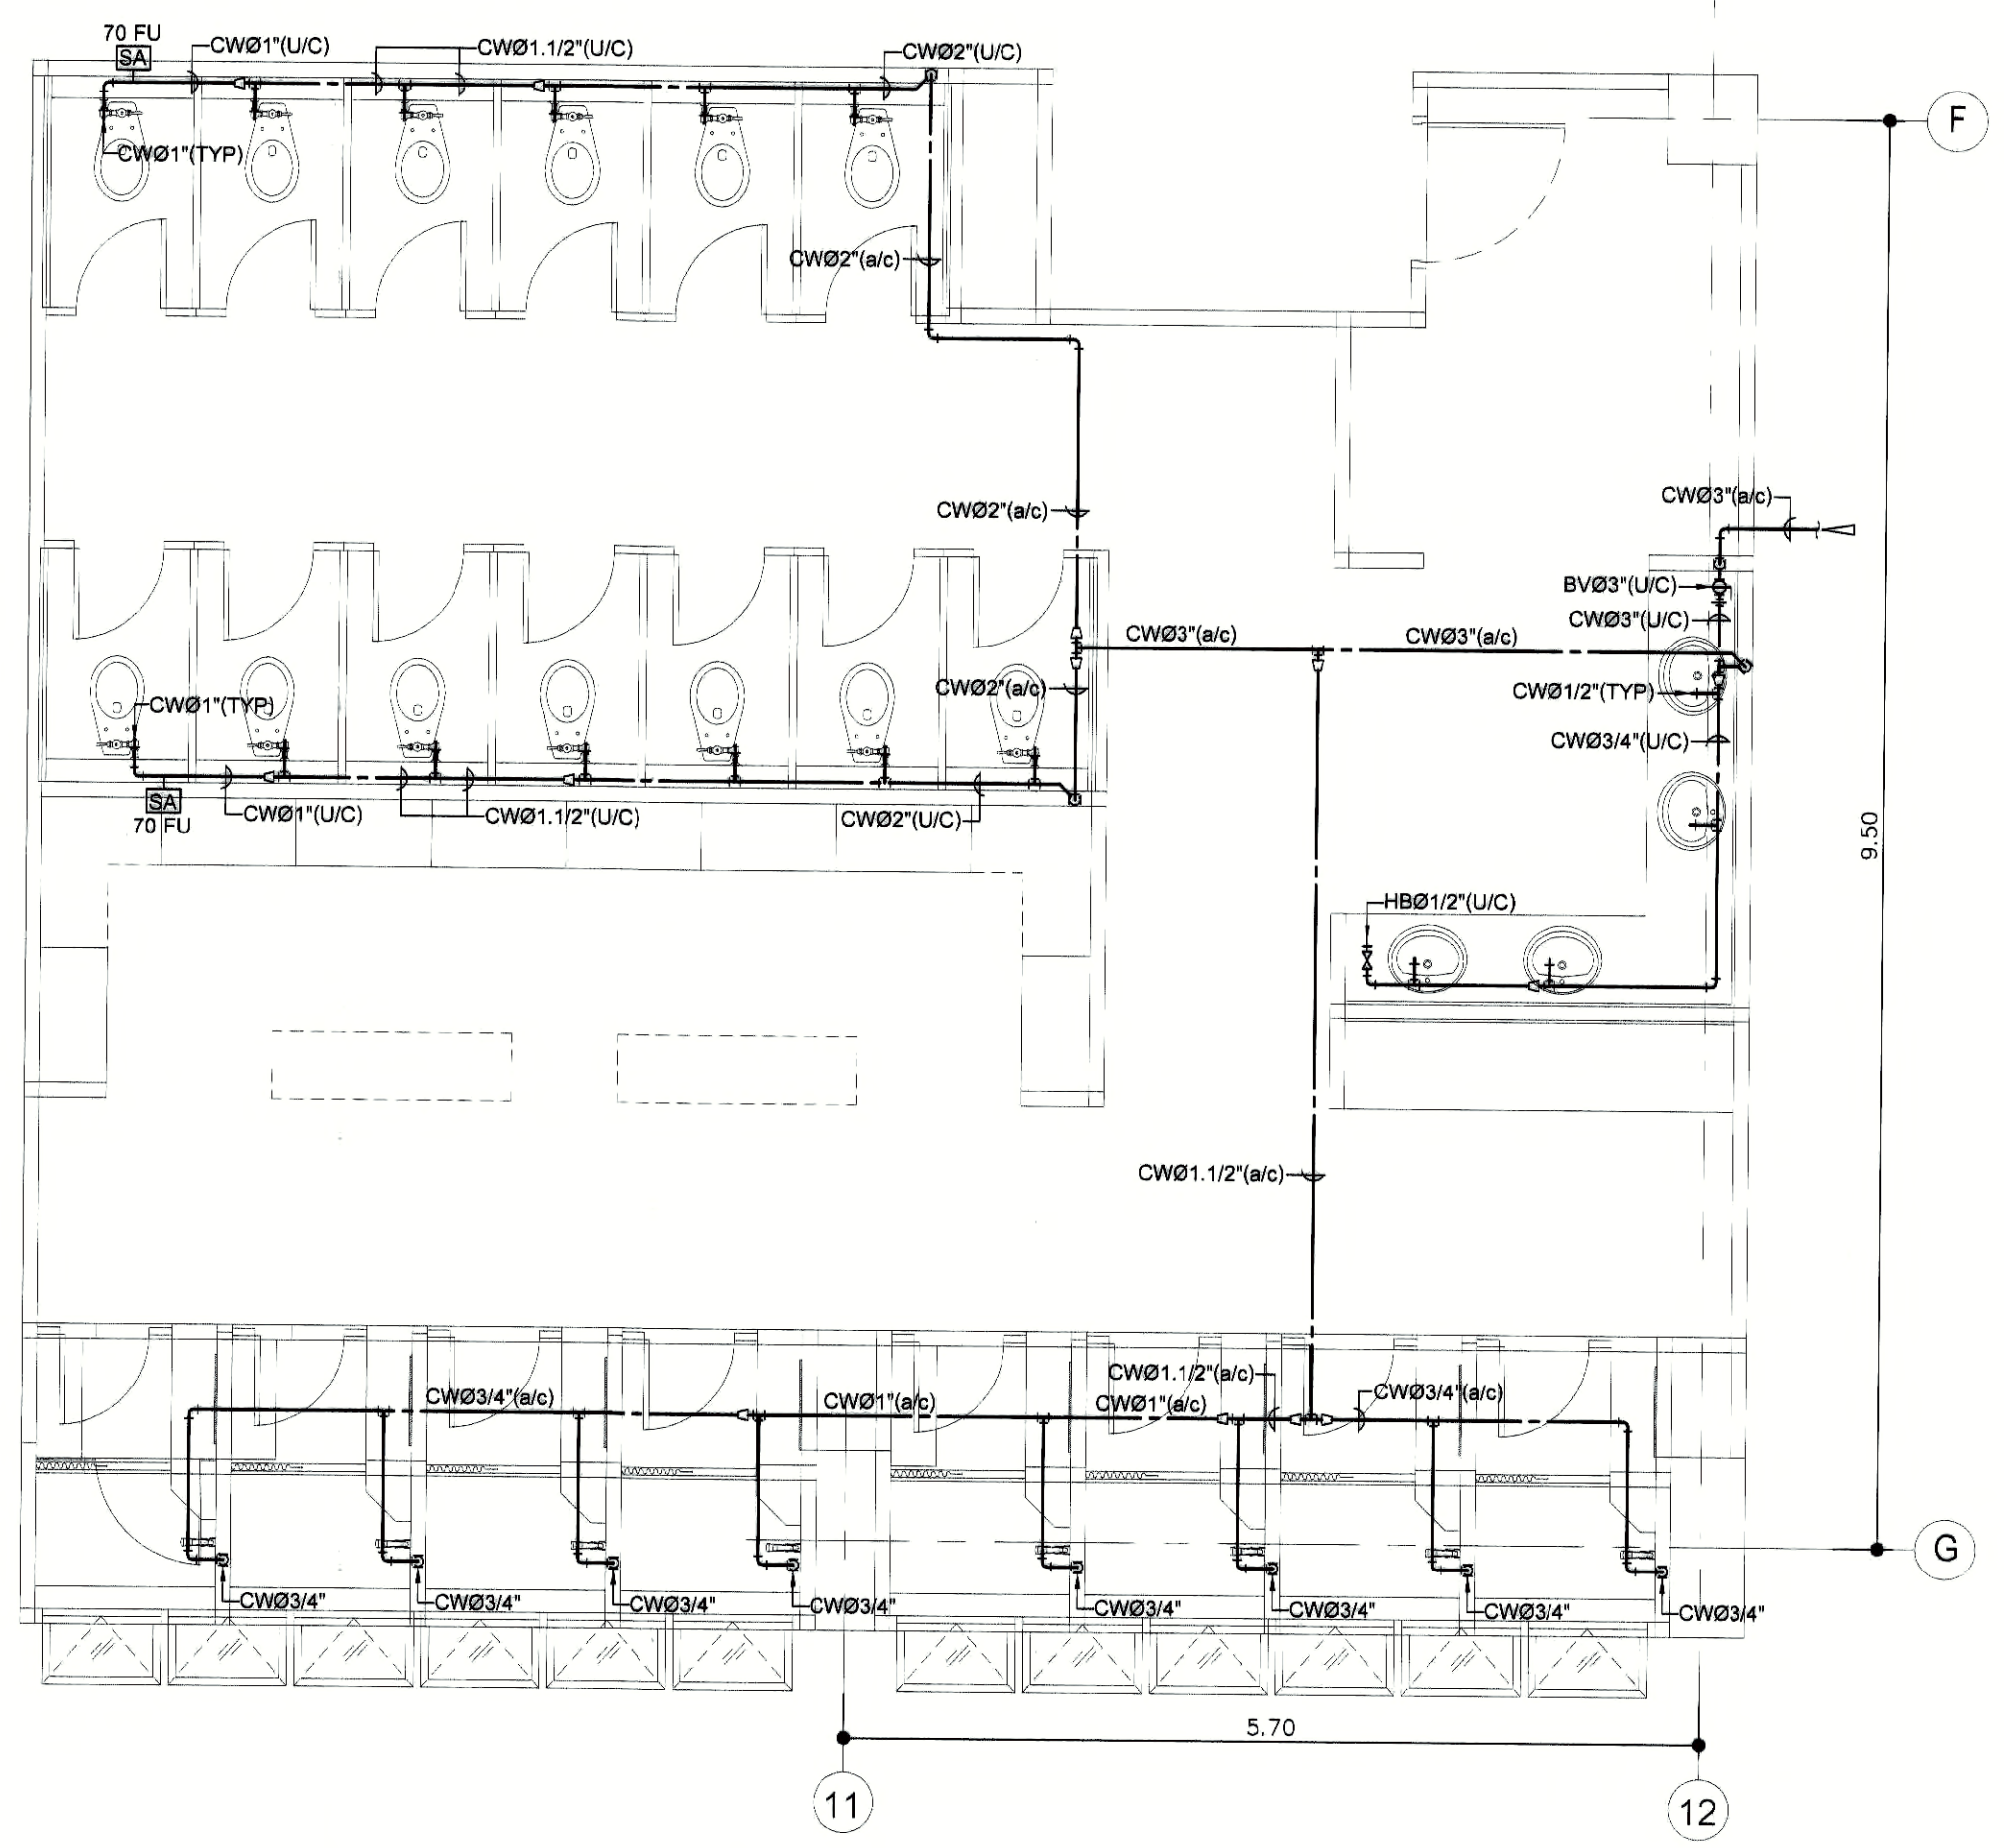 70 FU
SA
CWØ1"(U/C)
CWØ1.1/2"(U/C)
CWØ2"(U/C)
F
CWØ1"(TYP)
CWØ2"(a/c)
CWØ3"(a/c)
CWØ2"(a/c)
BVØ3"(U/C)
CWØ3"(U/C)
CWØ3"(a/c)
CWØ3"(a/c)
CWØ2"(a/c)
CWØ1/2"(TYP)
CWØ1"(TYP)
CWØ3/4"(U/C)
SA
70 FU
CWØ1"(U/C)
CWØ1.1/2"(U/C)
CWØ2"(U/C)
9.50
HBØ1/2"(U/C)
CWØ1.1/2"(a/c)
CWØ1.1/2"(a/c)
CWØ3/4"(a/c)
CWØ1"(a/c)
CWØ1"(a/c)
CWØ3/4"(a/c)
G
CWØ3/4"
CWØ3/4"
CWØ3/4"
CWØ3/4"
CWØ3/4"
CWØ3/4"
CWØ3/4"
CWØ3/4"
5.70
11
12